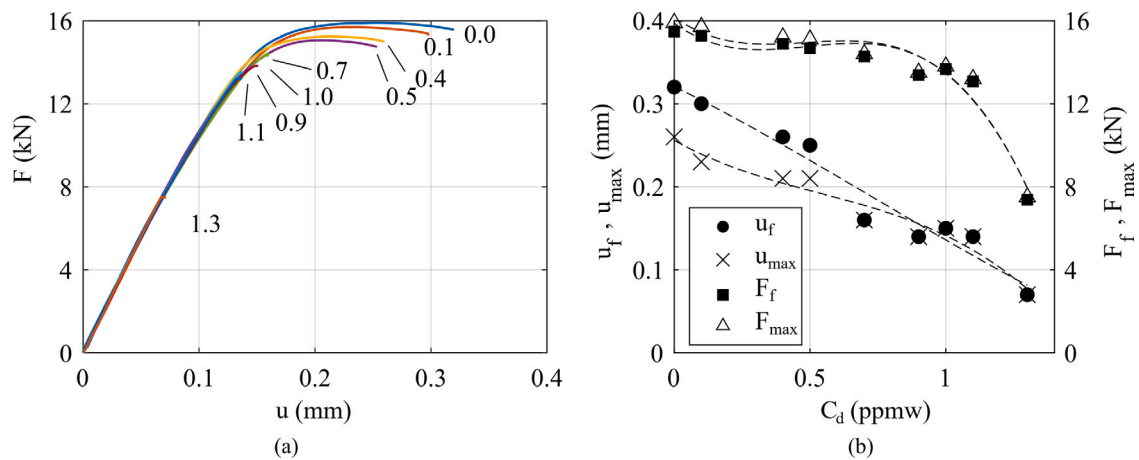 F (kN)
16
12
8
4
0
0
0.1
0.2
0.3
0.4
u (mm)
0.0
0.1
0.4
0.5
0.7
1.0
0.9
1.1
1.3
(a)
u_f , u_max (mm)
0.4
0.3
0.2
0.1
0
0
0.5
1
C_d (ppmw)
u_f
u_max
F_f
F_max
16
12
8
4
0
F_f , F_max (kN)
(b)